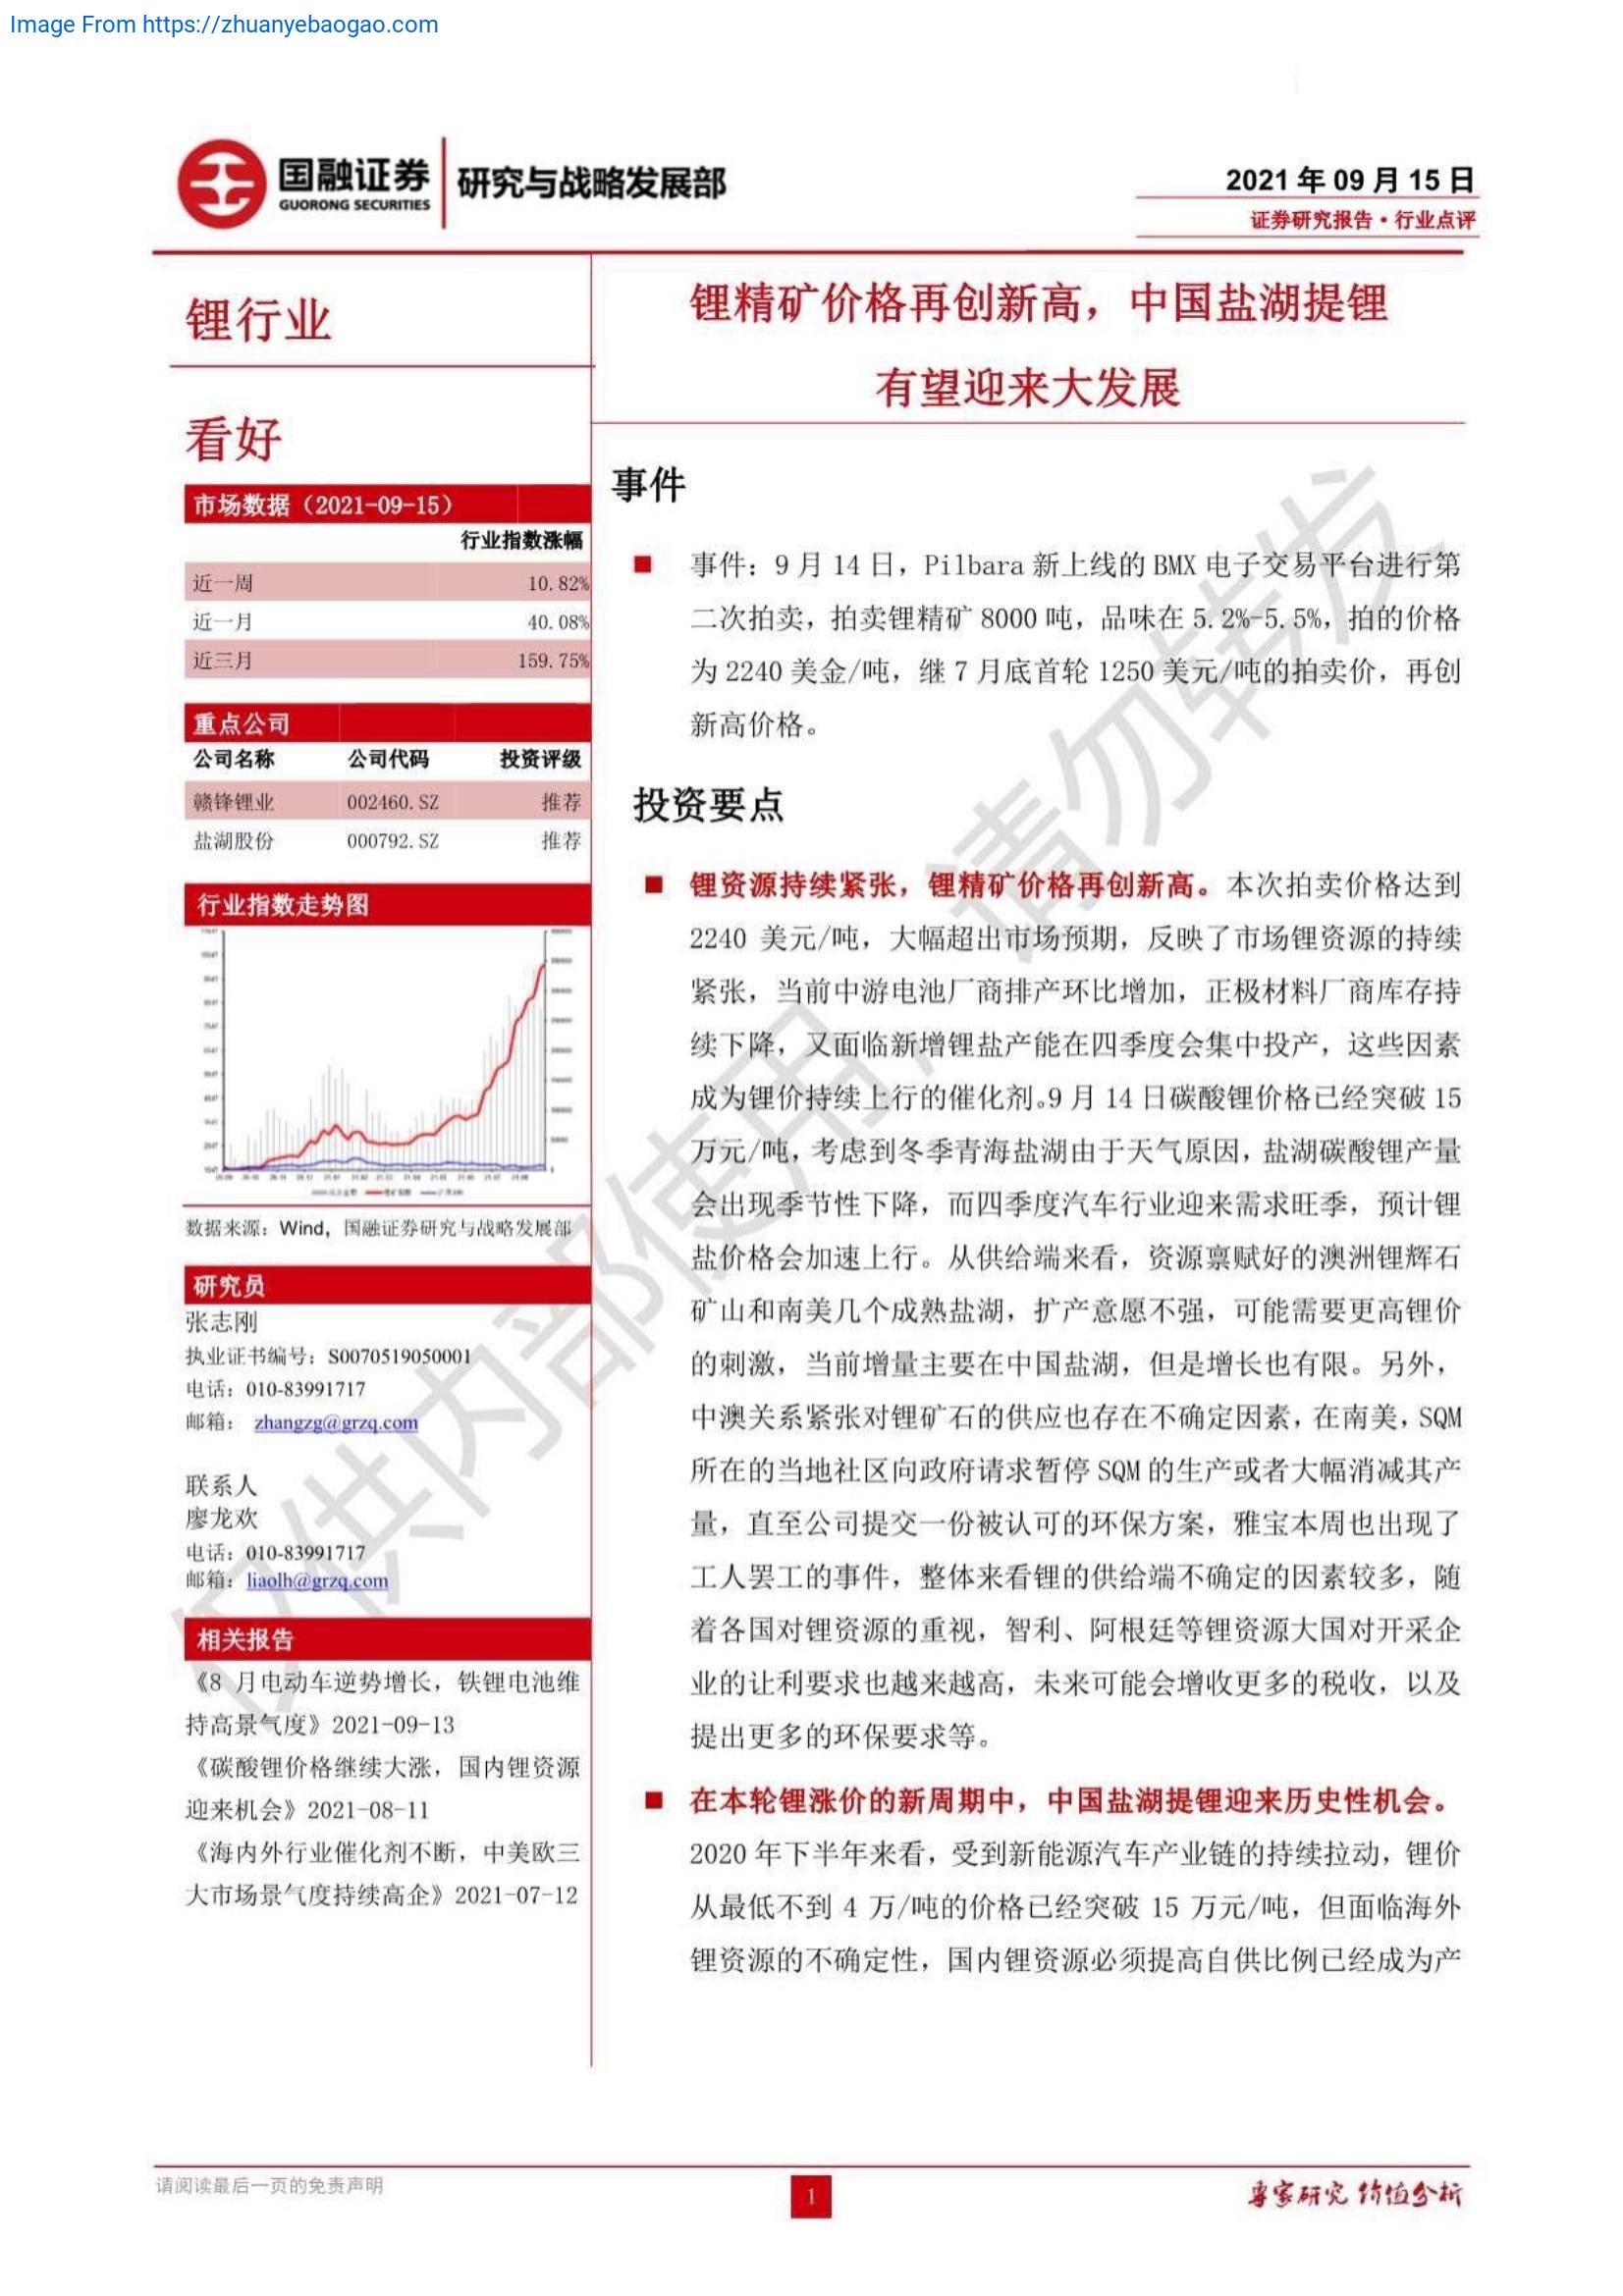 Image From https://zhuanyebaogao.com
国融证券
GUORONG SECURITIES
研究与战略发展部
2021 年 09 月 15 日
证券研究报告·行业点评
锂行业
看好
市场数据（2021-09-15）
行业指数涨幅
近一周 10.82%
近一月 40.08%
近三月 159.75%
重点公司
公司名称 公司代码 投资评级
赣锋锂业 002460.SZ 推荐
盐湖股份 000792.SZ 推荐
行业指数走势图
数据来源：Wind，国融证券研究与战略发展部
研究员
张志刚
执业证书编号：S0070519050001
电话：010-83991717
邮箱： zhangzg@grzq.com
联系人
廖龙欢
电话：010-83991717
邮箱：liaolh@grzq.com
相关报告
《8 月电动车逆势增长，铁锂电池维
持高景气度》2021-09-13
《碳酸锂价格继续大涨，国内锂资源
迎来机会》2021-08-11
《海内外行业催化剂不断，中美欧三
大市场景气度持续高企》2021-07-12
锂精矿价格再创新高，中国盐湖提锂
有望迎来大发展
事件
■ 事件：9 月 14 日，Pilbara 新上线的 BMX 电子交易平台进行第
二次拍卖，拍卖锂精矿 8000 吨，品味在 5.2%-5.5%，拍的价格
为 2240 美金/吨，继 7 月底首轮 1250 美元/吨的拍卖价，再创
新高价格。
投资要点
■ 锂资源持续紧张，锂精矿价格再创新高。本次拍卖价格达到
2240 美元/吨，大幅超出市场预期，反映了市场锂资源的持续
紧张，当前中游电池厂商排产环比增加，正极材料厂商库存持
续下降，又面临新增锂盐产能在四季度会集中投产，这些因素
成为锂价持续上行的催化剂。9 月 14 日碳酸锂价格已经突破 15
万元/吨，考虑到冬季青海盐湖由于天气原因，盐湖碳酸锂产量
会出现季节性下降，而四季度汽车行业迎来需求旺季，预计锂
盐价格会加速上行。从供给端来看，资源禀赋好的澳洲锂辉石
矿山和南美几个成熟盐湖，扩产意愿不强，可能需要更高锂价
的刺激，当前增量主要在中国盐湖，但是增长也有限。另外，
中澳关系紧张对锂矿石的供应也存在不确定因素，在南美，SQM
所在的当地社区向政府请求暂停 SQM 的生产或者大幅消减其产
量，直至公司提交一份被认可的环保方案，雅宝本周也出现了
工人罢工的事件，整体来看锂的供给端不确定的因素较多，随
着各国对锂资源的重视，智利、阿根廷等锂资源大国对开采企
业的让利要求也越来越高，未来可能会增收更多的税收，以及
提出更多的环保要求等。
■ 在本轮锂涨价的新周期中，中国盐湖提锂迎来历史性机会。
2020 年下半年来看，受到新能源汽车产业链的持续拉动，锂价
从最低不到 4 万/吨的价格已经突破 15 万元/吨，但面临海外
锂资源的不确定性，国内锂资源必须提高自供比例已经成为产
仅供内部使用，请勿转发
请阅读最后一页的免责声明
1
专家研究 价值分析